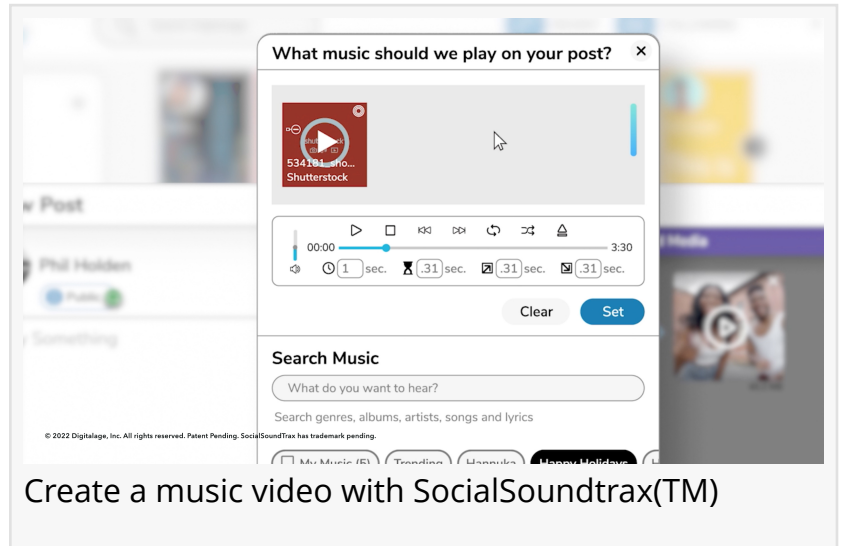 What music should we play on your post?
534181_sho...
Shutterstock
00:00
3:30
1 sec. .31 sec. .31 sec. .31 sec.
Clear Set
Search Music
What do you want to hear?
Search genres, albums, artists, songs and lyrics
My Music (5) Trending Hannuka Happy Holidays H
w Post
Phil Holden
Public
Something
Media
© 2022 Digitalage, Inc. All rights reserved. Patent Pending. SocialSoundTrax has trademark pending.
Create a music video with SocialSoundtrax(TM)